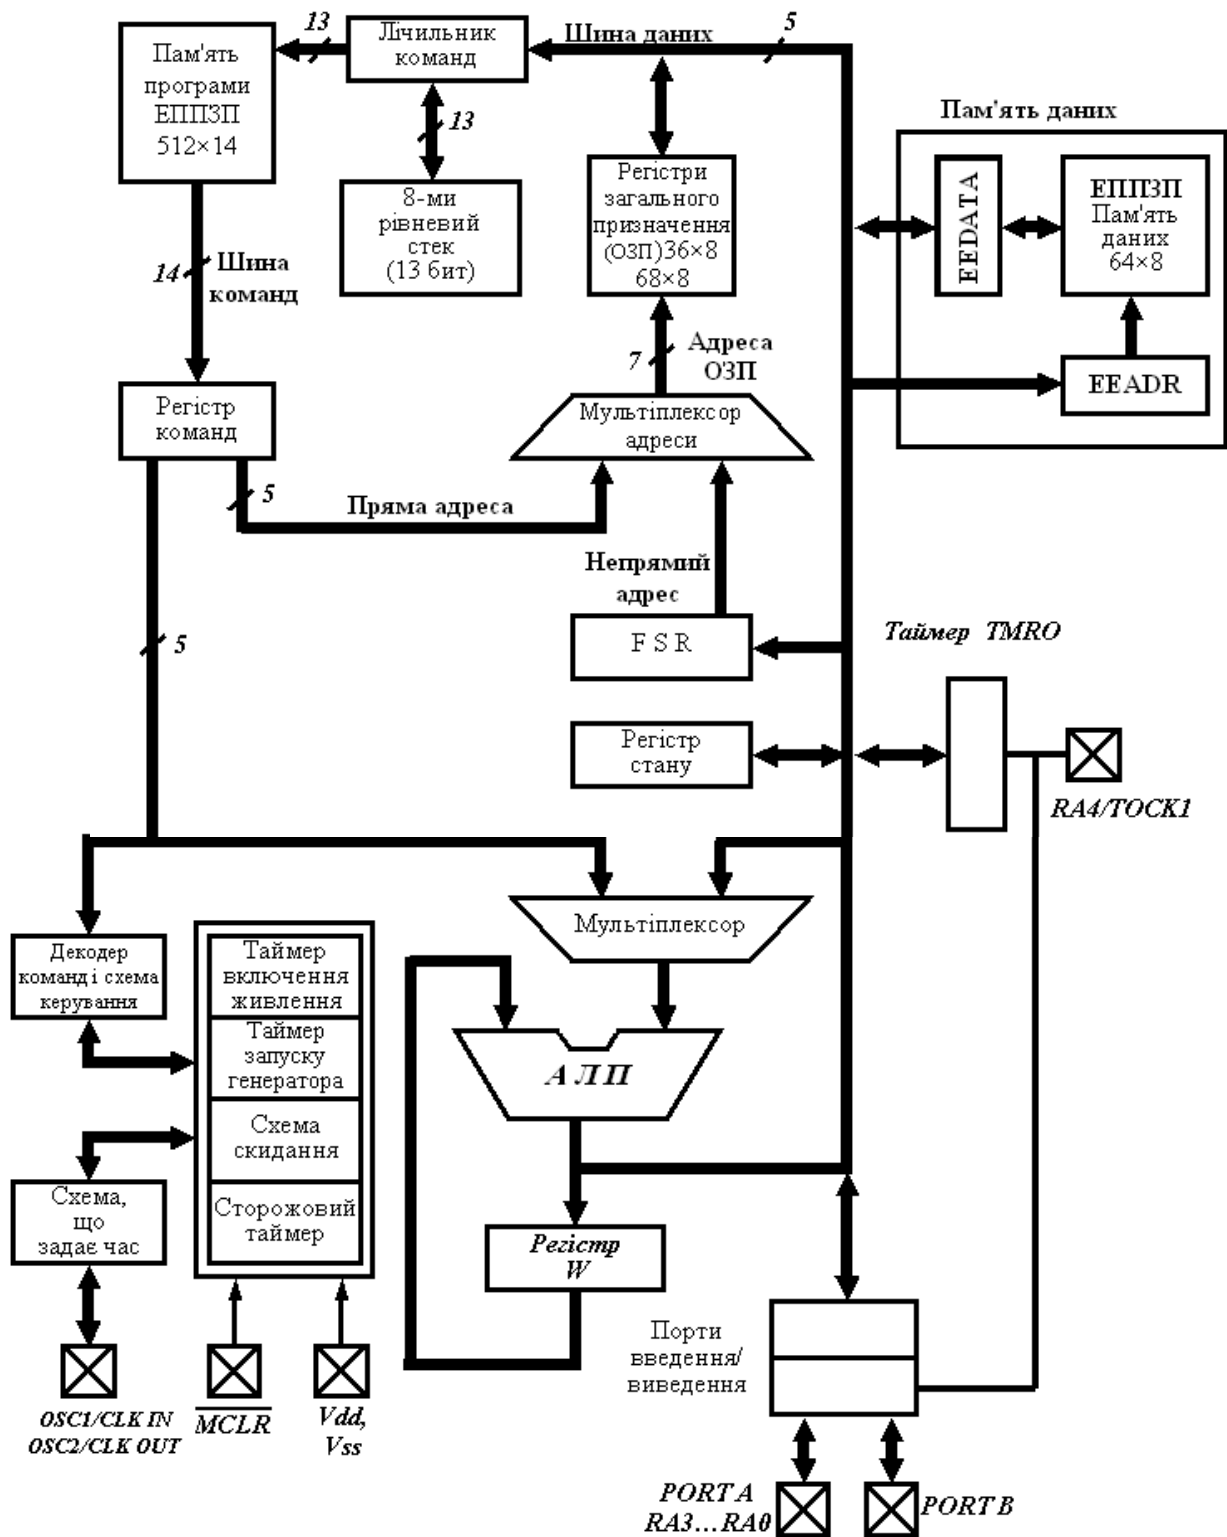 13
Лічильник
команд
Шина даних
5
Пам'ять
програми
ЕППЗП
512×14
13
8-ми
рівневий
стек
(13 бит)
Регістри
загального
призначення
(ОЗП)36×8
68×8
Пам'ять даних
EEDATA
ЕППЗП
Пам'ять
даних
64×8
EEADR
14
Шина
команд
7
Адреса
ОЗП
Регістр
команд
Мультіплексор
адреси
5
Пряма адреса
Непрямий
адрес
5
F S R
Таймер TMRO
Регістр
стану
RA4/TOCK1
Мультіплексор
Декодер
команд і схема
керування
Таймер
включення
живлення
Таймер
запуску
генератора
Схема
скидання
Сторожовий
таймер
А Л П
Схема,
що
задає час
Регістр
W
Порти
введення/
виведення
OSC1/CLK IN
OSC2/CLK OUT
MCLR
Vdd,
Vss
PORT A
RA3...RA0
PORT B